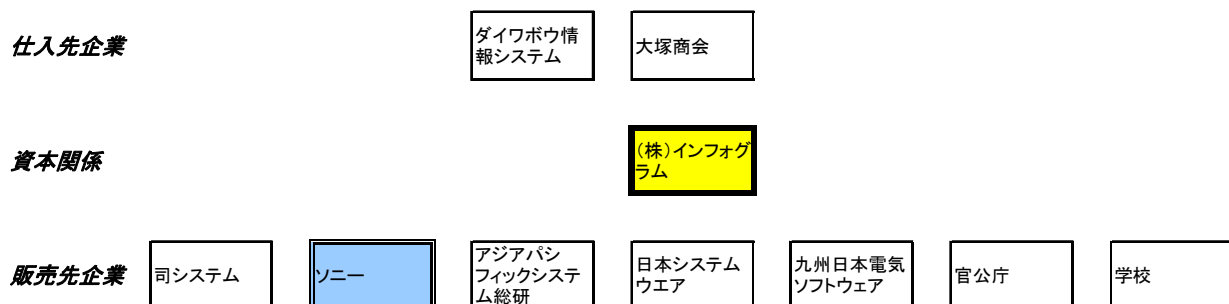 仕入先企業
ダイワボウ情
報システム
大塚商会
資本関係
(株)インフォグ
ラム
販売先企業
司システム
ソニー
アジアパシ
フィックシステ
ム総研
日本システム
ウエア
九州日本電気
ソフトウェア
官公庁
学校